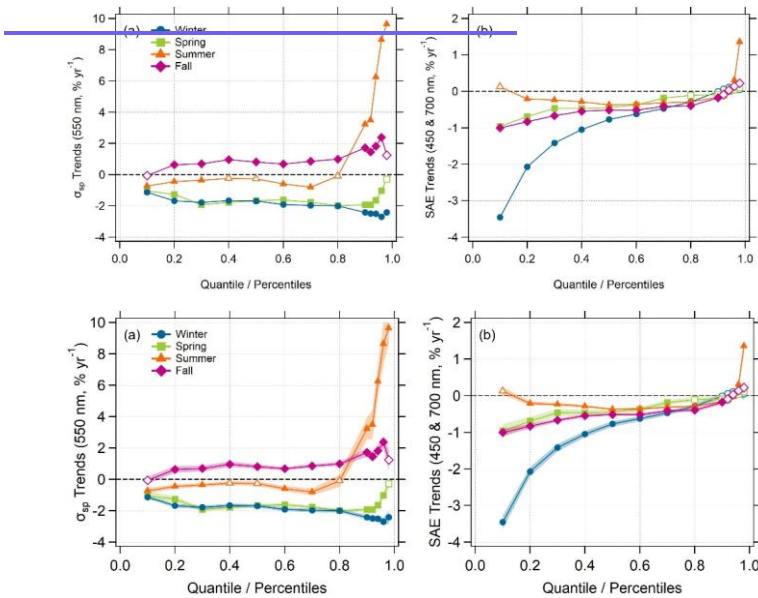 (a)
Winter
Spring
Summer
Fall
σsp Trends (550 nm, % yr⁻¹)
10
8
6
4
2
0
-2
-4
0.0 0.2 0.4 0.6 0.8 1.0
Quantile / Percentiles
(b)
SAE Trends (450 & 700 nm, % yr⁻¹)
2
1
0
-1
-2
-3
-4
0.0 0.2 0.4 0.6 0.8 1.0
Quantile / Percentiles
(a)
Winter
Spring
Summer
Fall
σsp Trends (550 nm, % yr⁻¹)
10
8
6
4
2
0
-2
-4
0.0 0.2 0.4 0.6 0.8 1.0
Quantile / Percentiles
(b)
SAE Trends (450 & 700 nm, % yr⁻¹)
2
1
0
-1
-2
-3
-4
0.0 0.2 0.4 0.6 0.8 1.0
Quantile / Percentiles